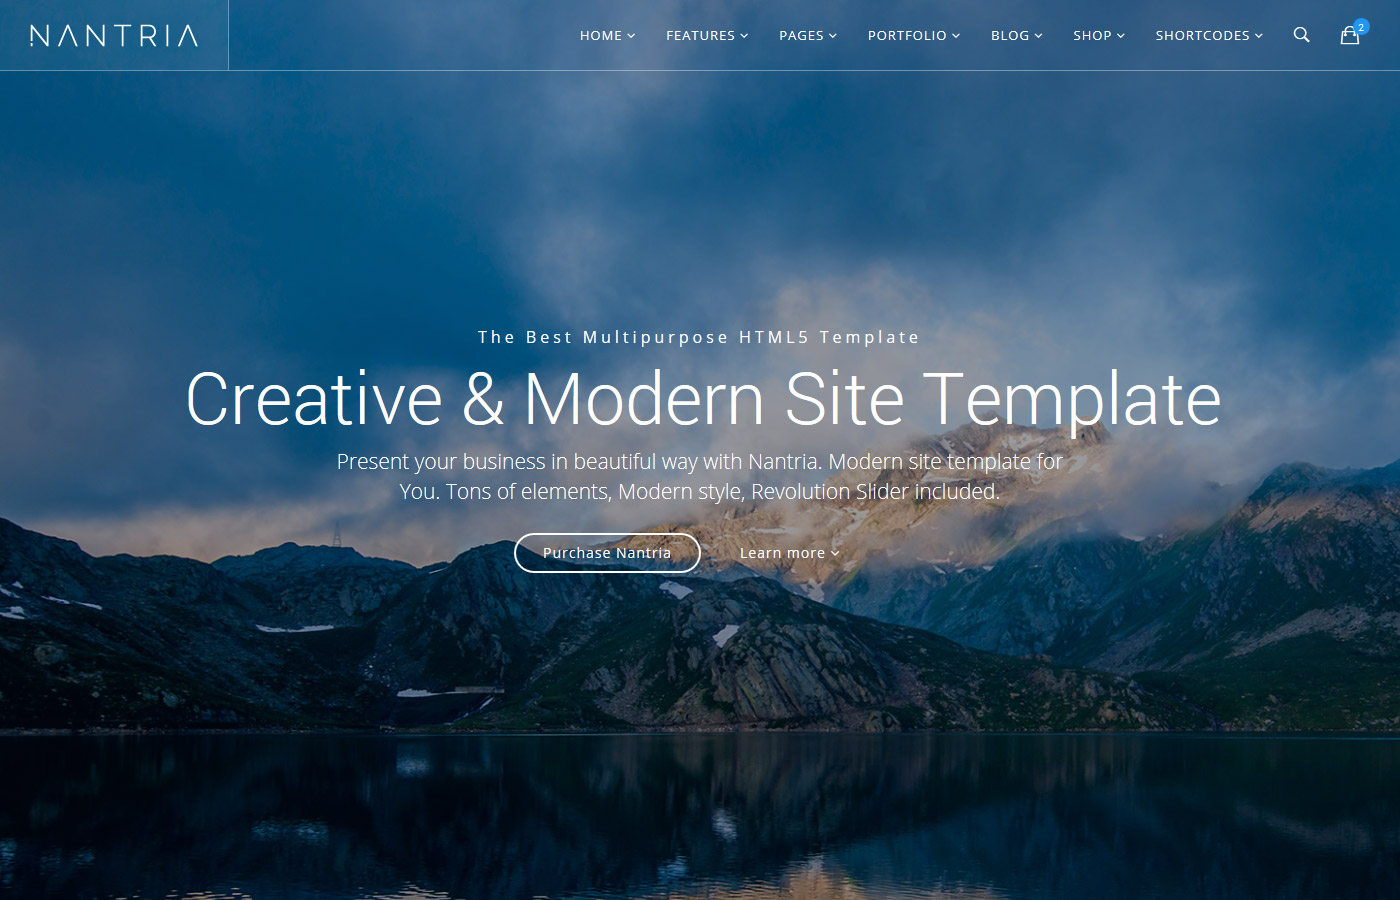 NANTRIA
HOME FEATURES PAGES PORTFOLIO BLOG SHOP SHORTCODES 2
The Best Multipurpose HTML5 Template
Creative & Modern Site Template
Present your business in beautiful way with Nantria. Modern site template for
You. Tons of elements, Modern style, Revolution Slider included.
Purchase Nantria Learn more